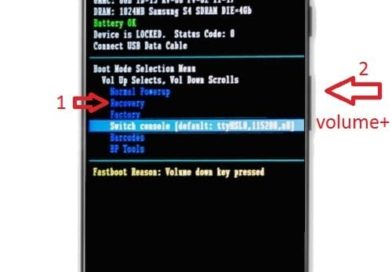 DRAM: 1024MB Samsung S4 SDRAM DIE=4Gb
Battery OK
Device is LOCKED. Status Code: 0
Connect USB Data Cable
Boot Mode Selection Menu
Vol Up Selects, Vol Down Scrolls
Normal Powerup
1
Recovery
Factory
Switch console [default: ttyHSL0,115200,n8]
Barcodes
BP Tools
Fastboot Reason: Volume down key pressed
2
volume+